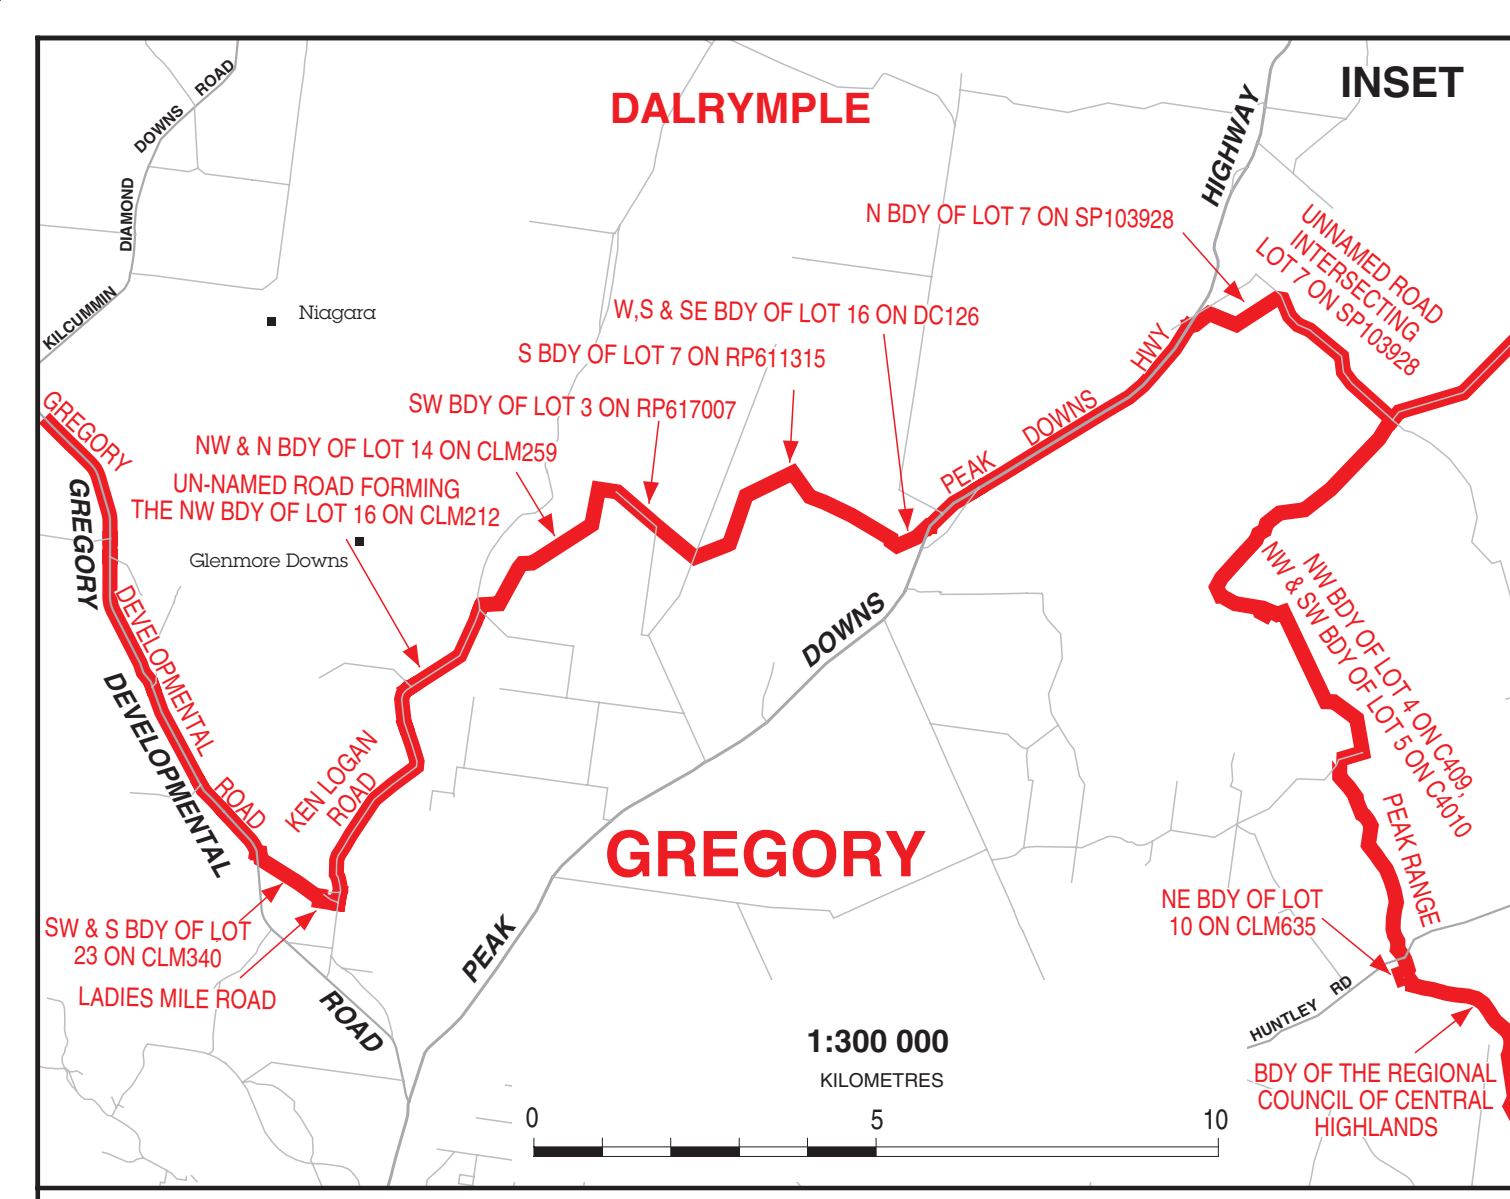 INSET
DALRYMPLE
KILCUMMIN DIAMOND DOWNS ROAD
HIGHWAY
N BDY OF LOT 7 ON SP103928
UNNAMED ROAD
INTERSECTING
LOT 7 ON SP103928
Niagara
W,S & SE BDY OF LOT 16 ON DC126
S BDY OF LOT 7 ON RP611315
SW BDY OF LOT 3 ON RP617007
NW & N BDY OF LOT 14 ON CLM259
UN-NAMED ROAD FORMING
THE NW BDY OF LOT 16 ON CLM212
Glenmore Downs
GREGORY DEVELOPMENTAL ROAD
GREGORY DEVELOPMENTAL ROAD
PEAK DOWNS HWY
PEAK DOWNS
KEN LOGAN
ROAD
NW BDY OF LOT 4 ON C409,
NW & SW BDY OF LOT 5 ON C4010
PEAK RANGE
GREGORY
SW & S BDY OF LOT
23 ON CLM340
LADIES MILE ROAD
NE BDY OF LOT
10 ON CLM635
HUNTLEY RD
BDY OF THE REGIONAL
COUNCIL OF CENTRAL
HIGHLANDS
1:300 000
KILOMETRES
0 5 10